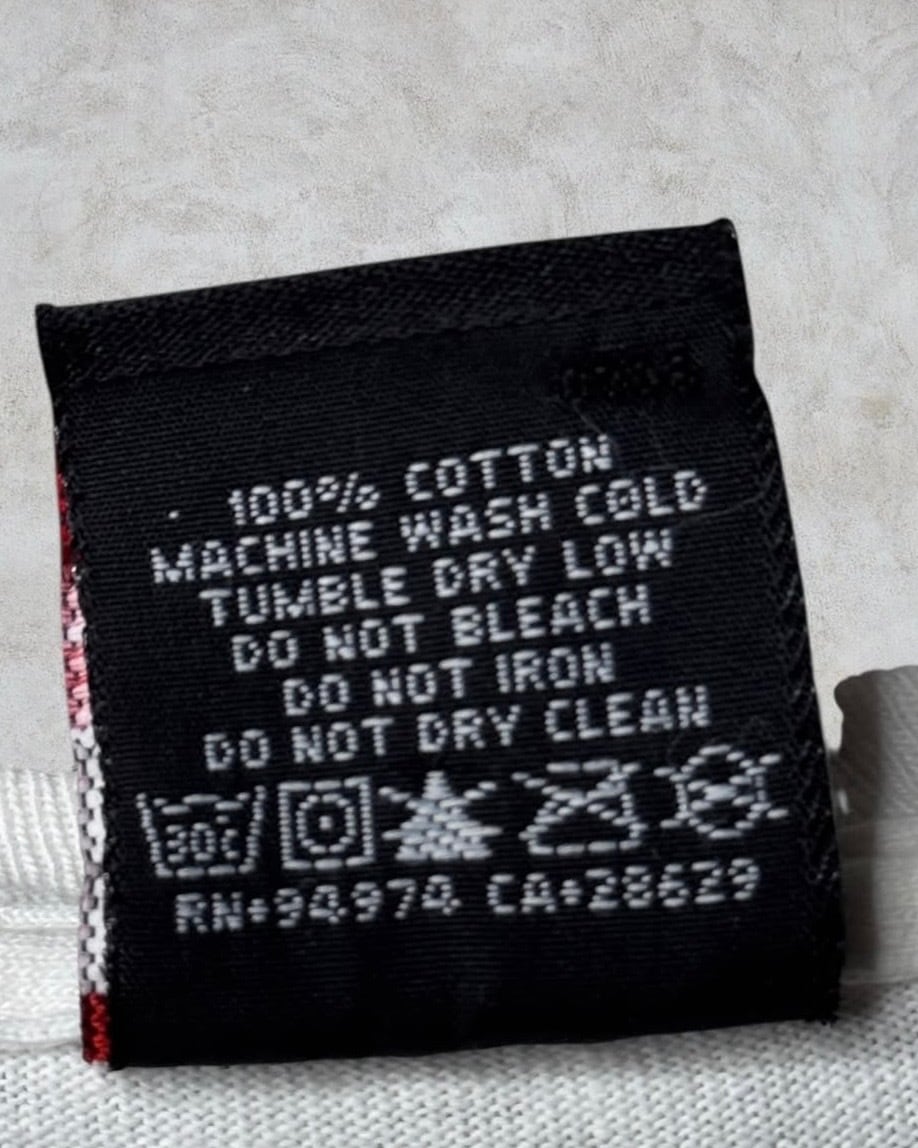 100% COTTON
MACHINE WASH COLD
TUMBLE DRY LOW
DO NOT BLEACH
DO NOT IRON
DO NOT DRY CLEAN
30c
RN#94974 CA#28629